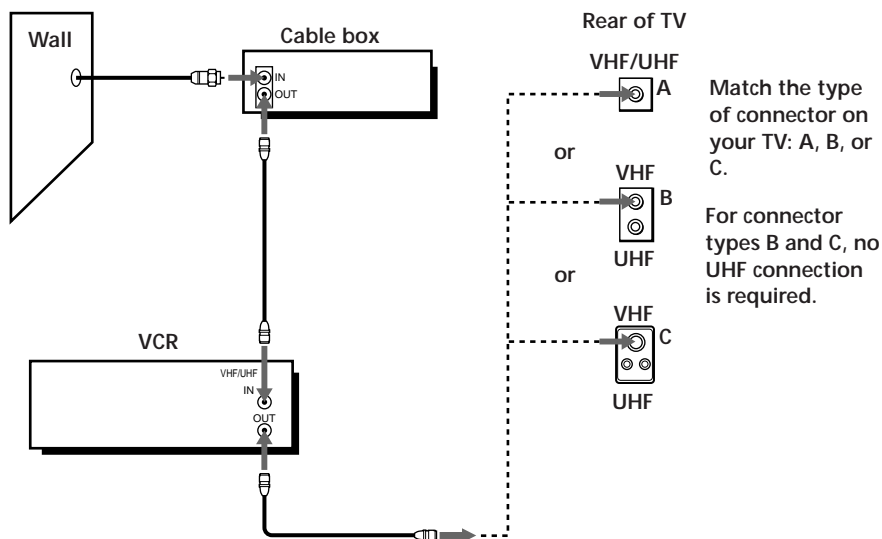 Wall
Cable box
IN
OUT
VCR
VHF/UHF
IN
OUT
Rear of TV
VHF/UHF
A
or
VHF
B
UHF
or
VHF
C
UHF
Match the type
of connector on
your TV: A, B, or
C.
For connector
types B and C, no
UHF connection
is required.